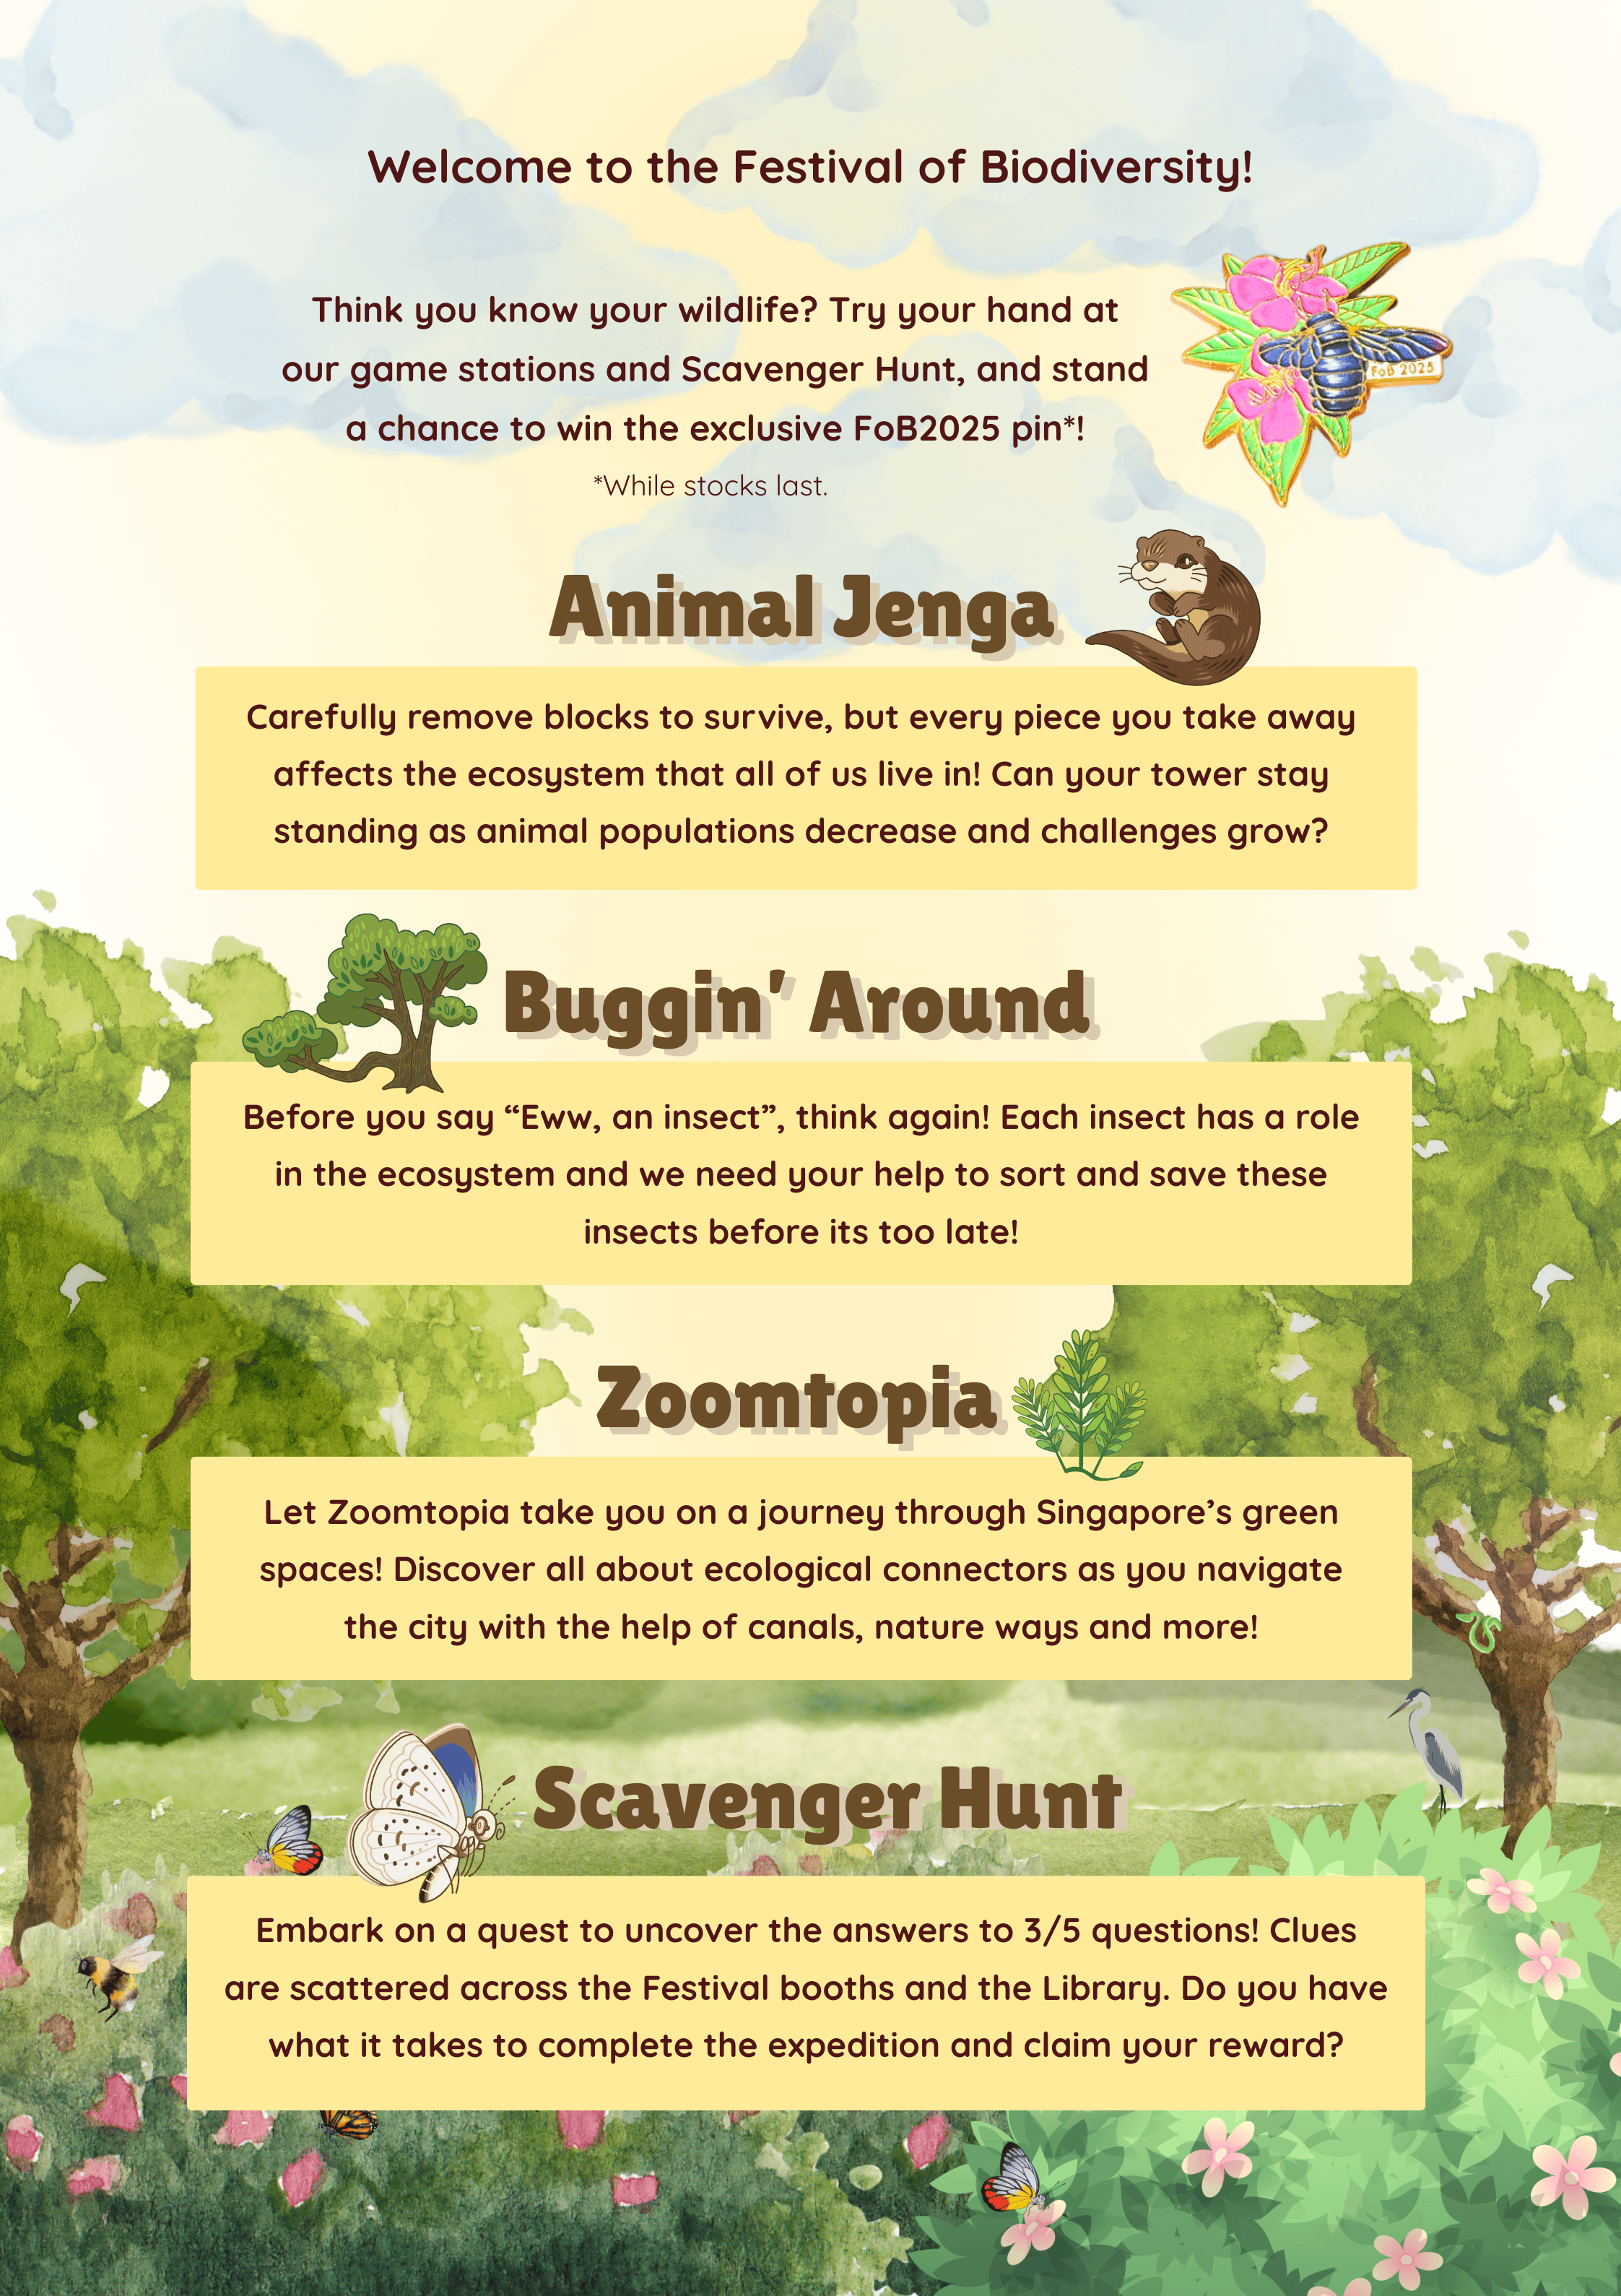 Welcome to the Festival of Biodiversity!
Think you know your wildlife? Try your hand at
our game stations and Scavenger Hunt, and stand
a chance to win the exclusive FoB2025 pin*!
*While stocks last.
FoB 2025
Animal Jenga
Carefully remove blocks to survive, but every piece you take away
affects the ecosystem that all of us live in! Can your tower stay
standing as animal populations decrease and challenges grow?
Buggin’ Around
Before you say “Eww, an insect”, think again! Each insect has a role
in the ecosystem and we need your help to sort and save these
insects before its too late!
Zoomtopia
Let Zoomtopia take you on a journey through Singapore’s green
spaces! Discover all about ecological connectors as you navigate
the city with the help of canals, nature ways and more!
Scavenger Hunt
Embark on a quest to uncover the answers to 3/5 questions! Clues
are scattered across the Festival booths and the Library. Do you have
what it takes to complete the expedition and claim your reward?